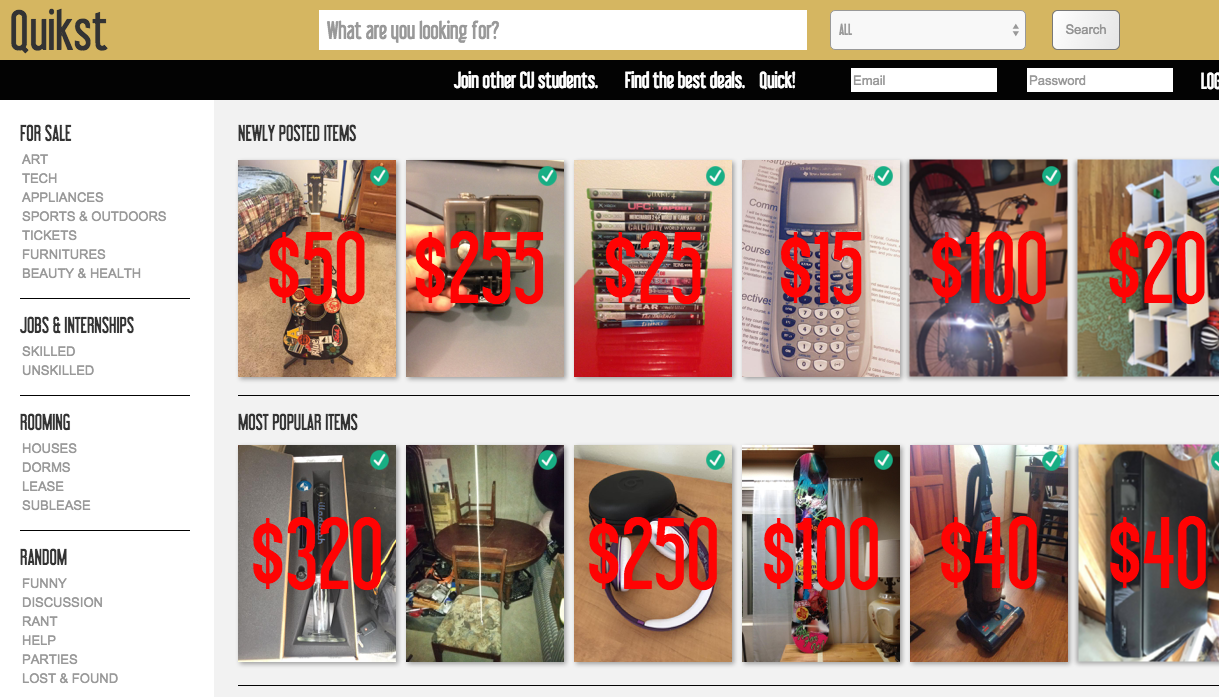 Quikst
What are you looking for?
ALL
Search
Join other CU students. Find the best deals. Quick!
Email
Password
LOG
FOR SALE
ART
TECH
APPLIANCES
SPORTS & OUTDOORS
TICKETS
FURNITURES
BEAUTY & HEALTH
JOBS & INTERNSHIPS
SKILLED
UNSKILLED
ROOMING
HOUSES
DORMS
LEASE
SUBLEASE
RANDOM
FUNNY
DISCUSSION
RANT
HELP
PARTIES
LOST & FOUND
NEWLY POSTED ITEMS
$50
$255
$25
$15
$100
$20
MOST POPULAR ITEMS
$320
$250
$100
$40
$40